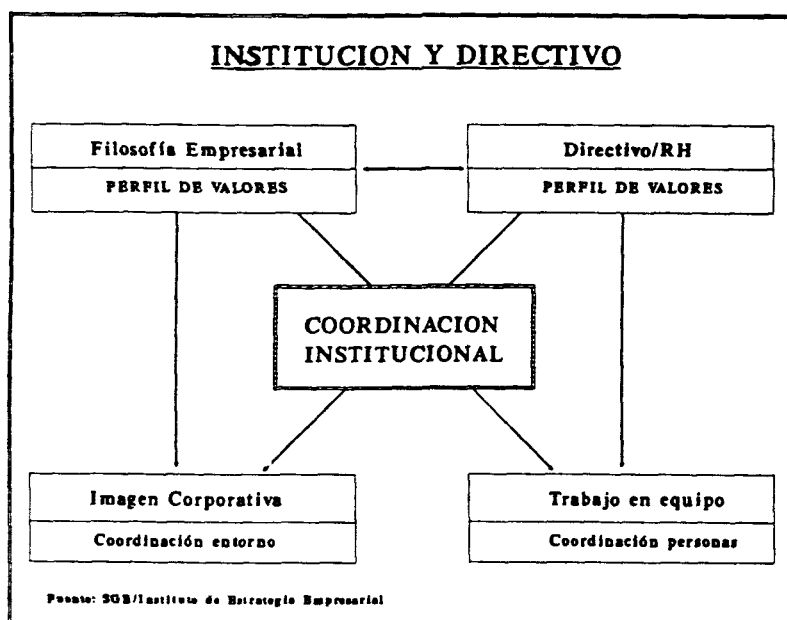 INSTITUCION Y DIRECTIVO
Filosofía Empresarial
PERFIL DE VALORES
Directivo/RH
PERFIL DE VALORES
COORDINACION
INSTITUCIONAL
Imagen Corporativa
Coordinación entorno
Trabajo en equipo
Coordinación personas
Fuente: SGB/Instituto de Estrategia Empresarial